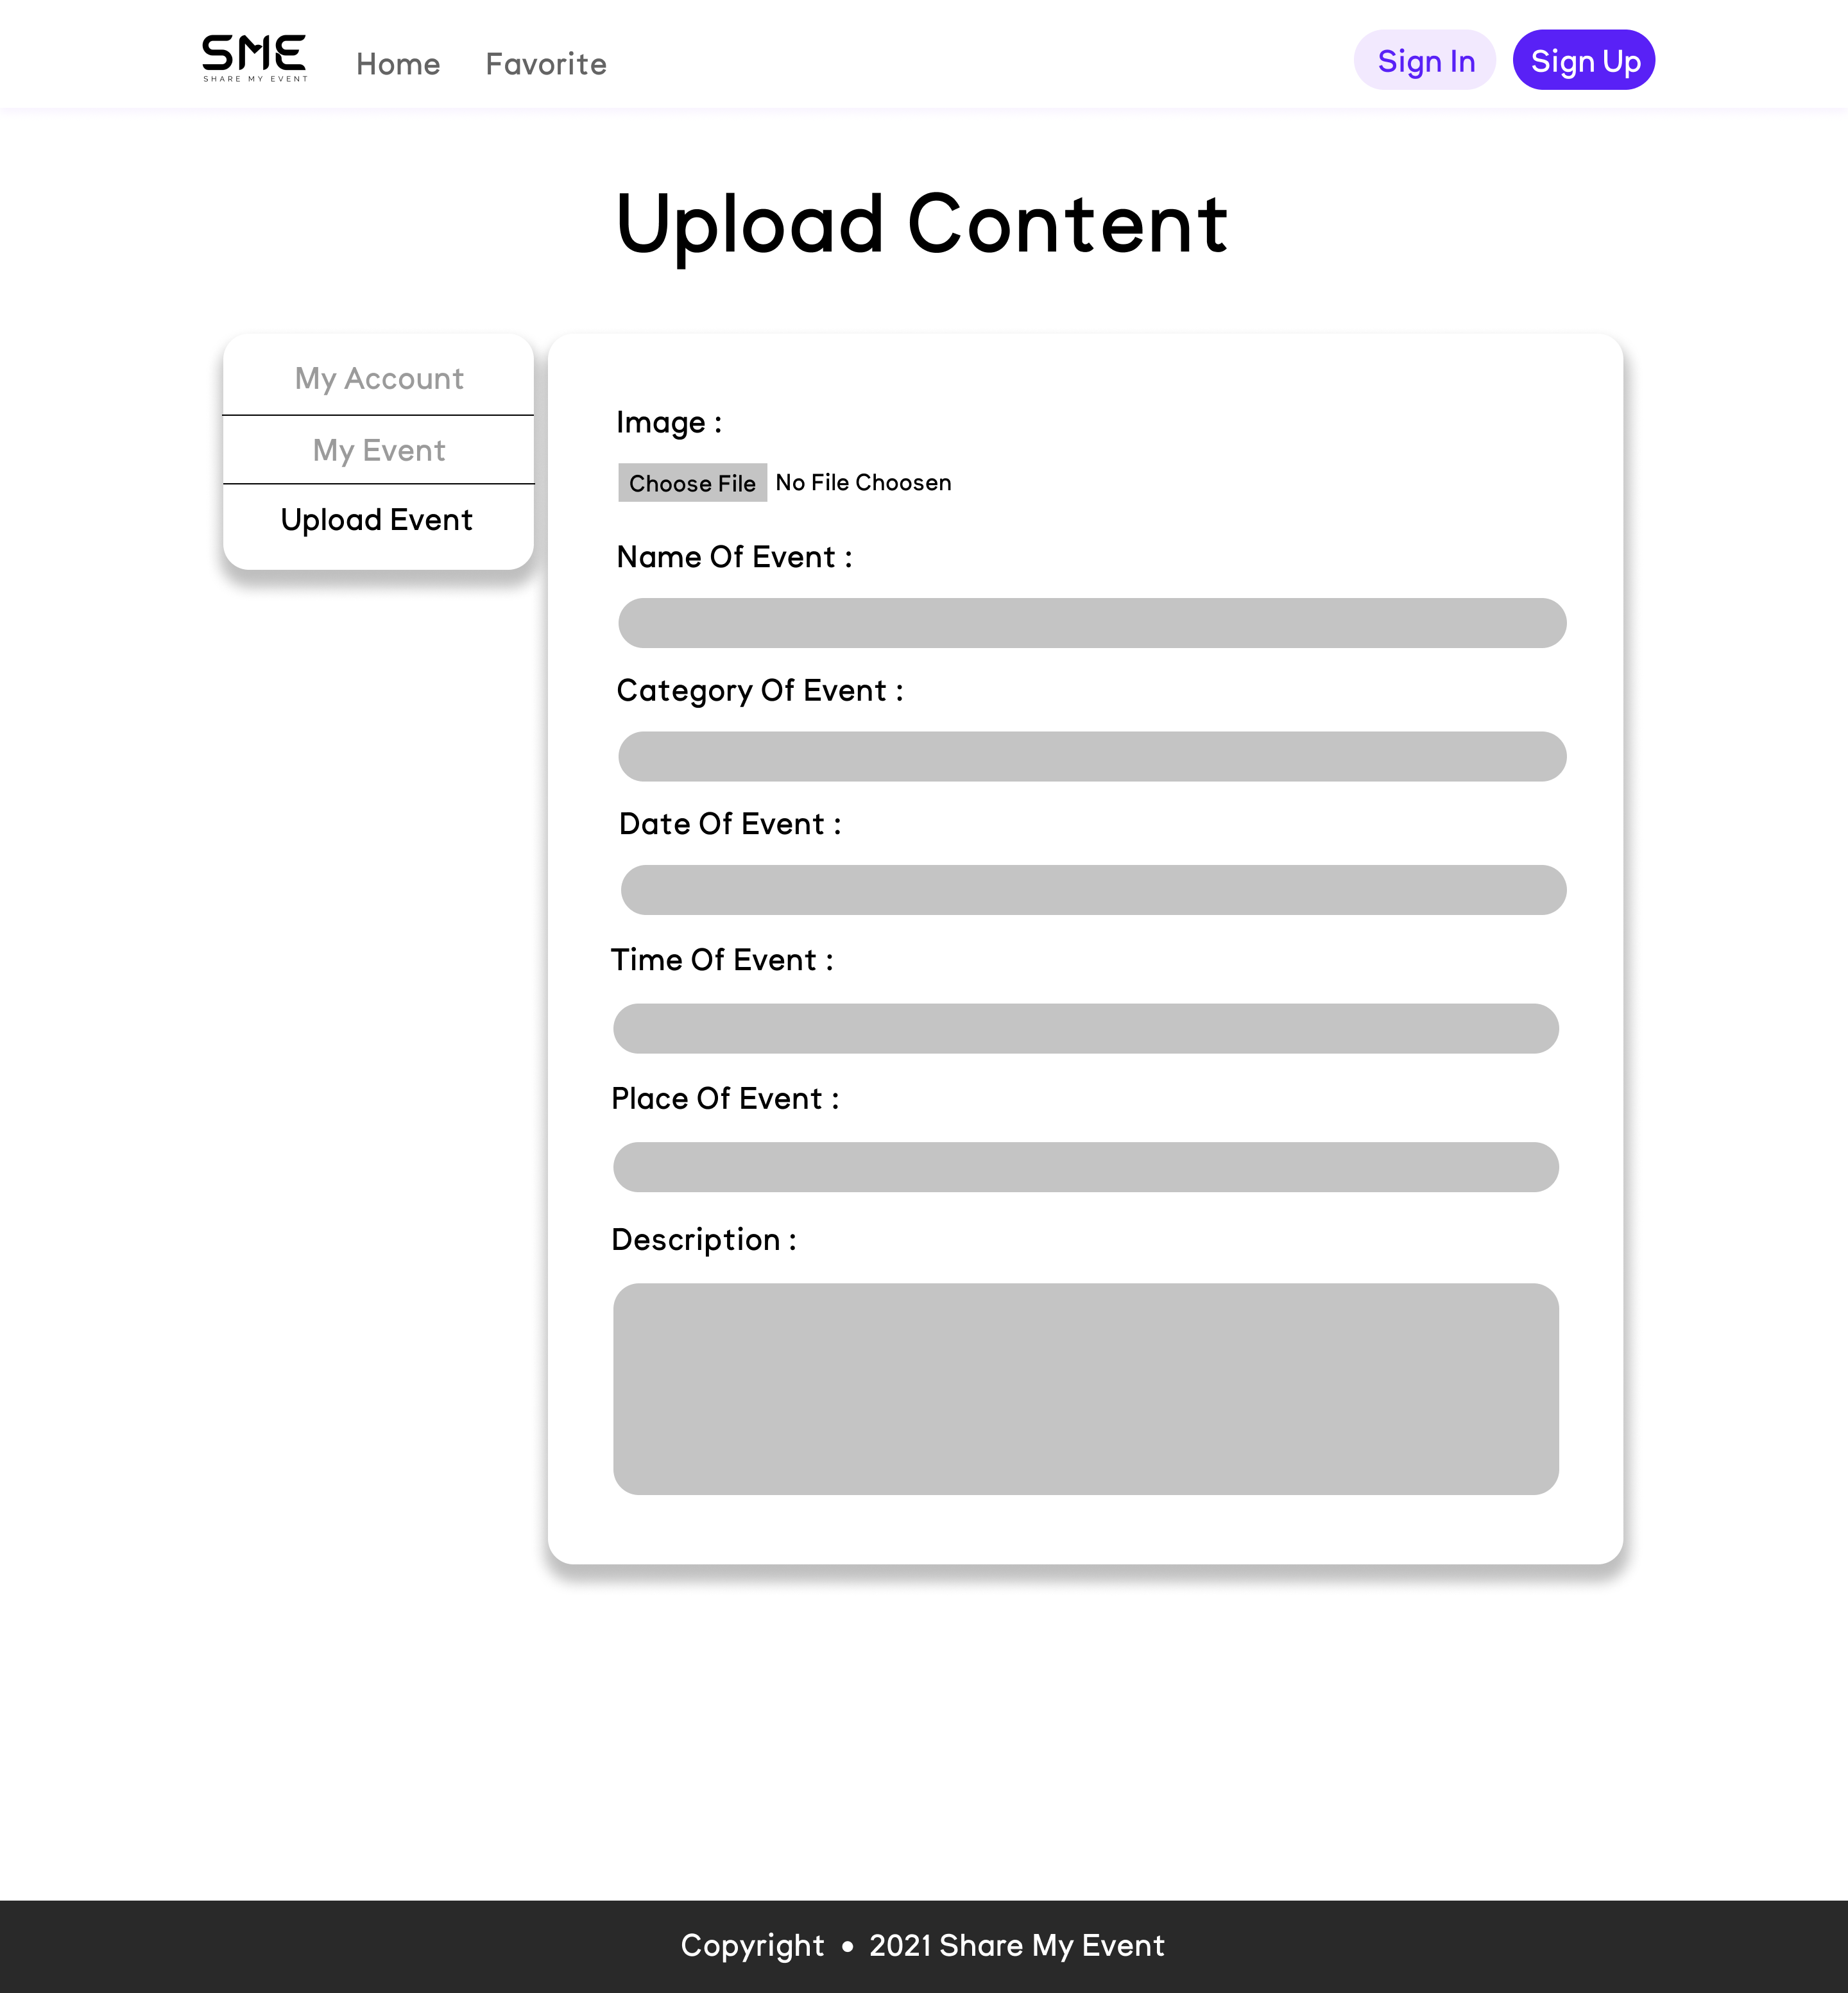 SME
SHARE MY EVENT
Home
Favorite
Sign In
Sign Up
Upload Content
My Account
My Event
Upload Event
Image :
Choose File
No File Choosen
Name Of Event :
Category Of Event :
Date Of Event :
Time Of Event :
Place Of Event :
Description :
Copyright • 2021 Share My Event